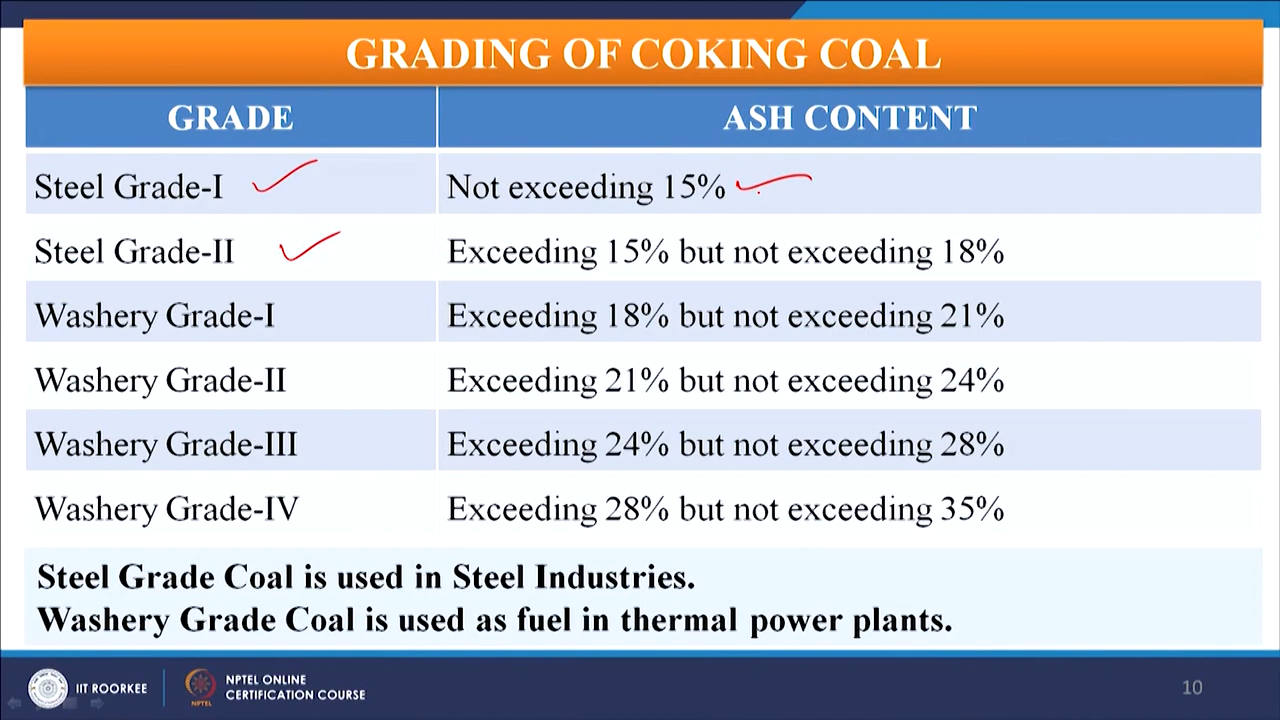 GRADING OF COKING COAL
GRADE ASH CONTENT
Steel Grade-I Not exceeding 15%
Steel Grade-II Exceeding 15% but not exceeding 18%
Washery Grade-I Exceeding 18% but not exceeding 21%
Washery Grade-II Exceeding 21% but not exceeding 24%
Washery Grade-III Exceeding 24% but not exceeding 28%
Washery Grade-IV Exceeding 28% but not exceeding 35%
Steel Grade Coal is used in Steel Industries.
Washery Grade Coal is used as fuel in thermal power plants.
IIT ROORKEE
NPTEL
NPTEL ONLINE
CERTIFICATION COURSE
10